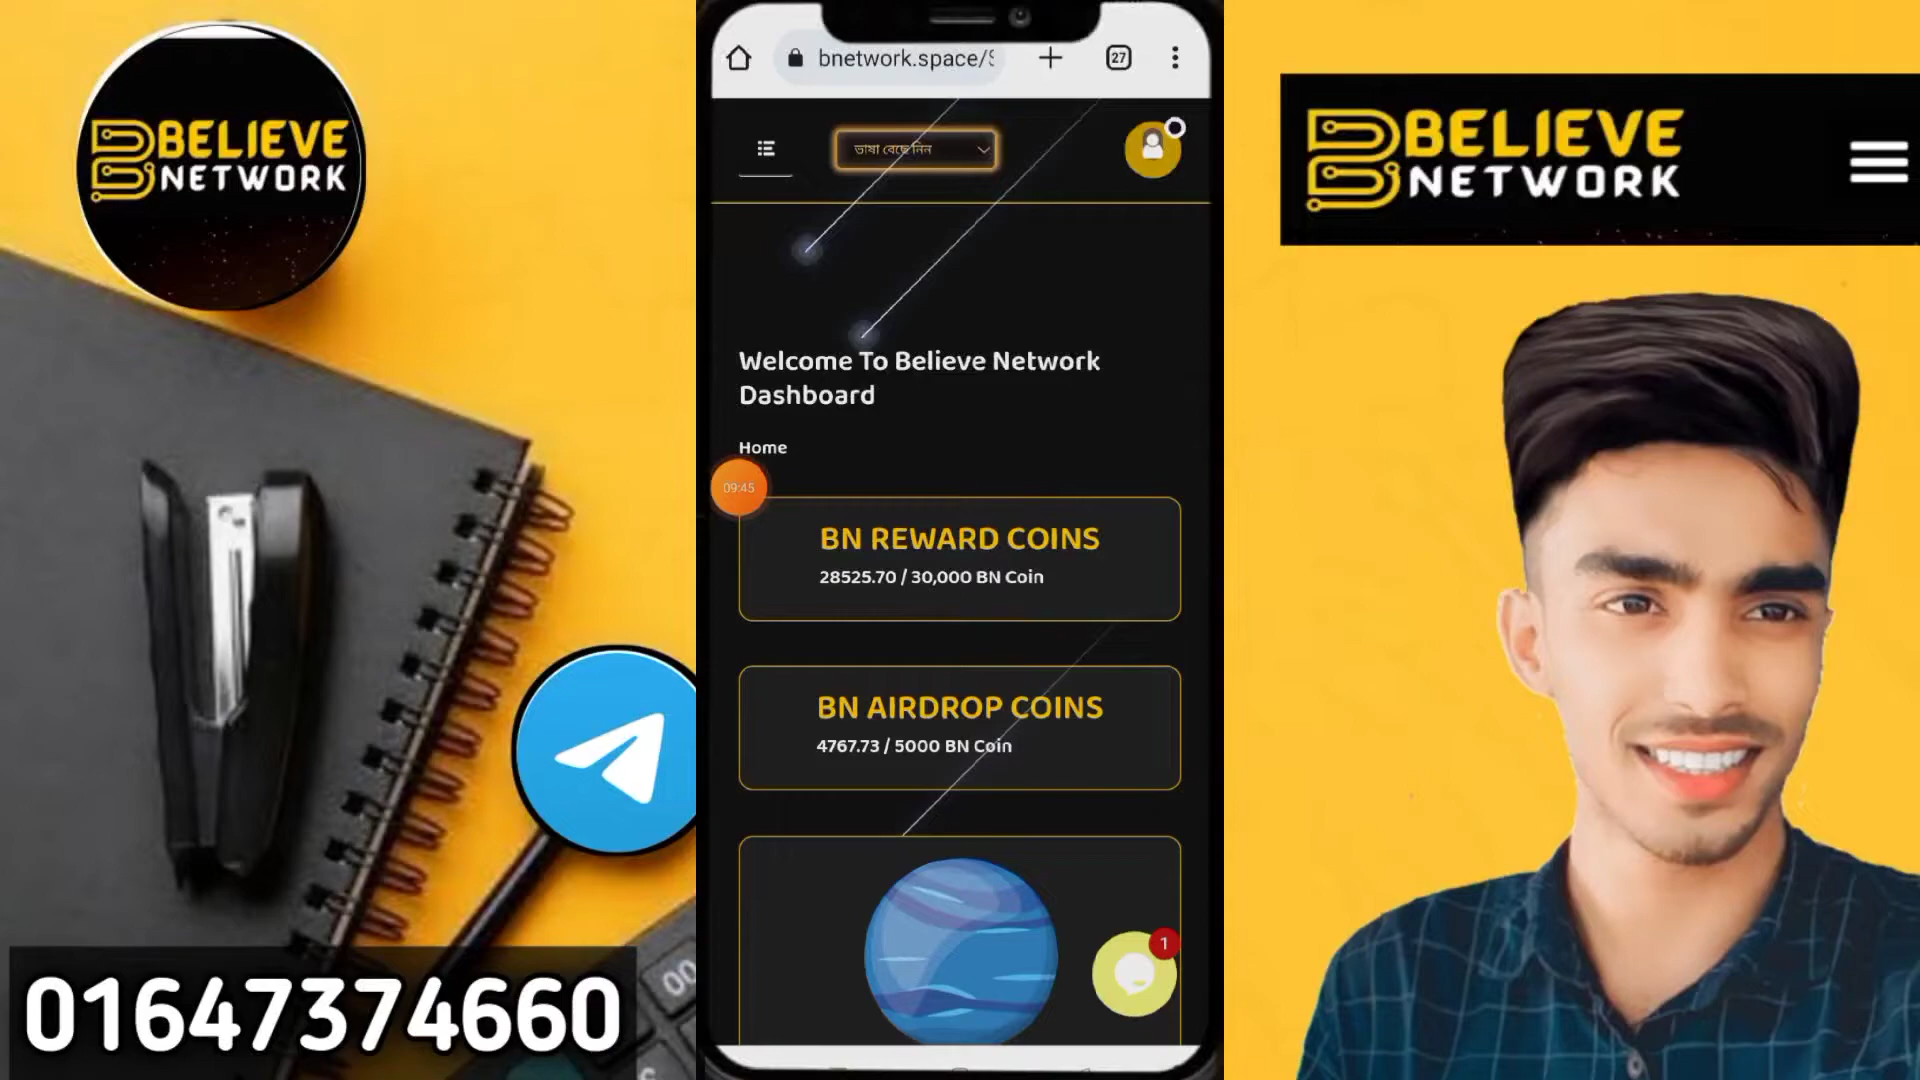 BELIEVE
NETWORK
01647374660
bnetwork.space/
27
ভাষা বেছে নিন
Welcome To Believe Network
Dashboard
Home
09:45
BN REWARD COINS
28525.70 / 30,000 BN Coin
BN AIRDROP COINS
4767.73 / 5000 BN Coin
1
BELIEVE
NETWORK